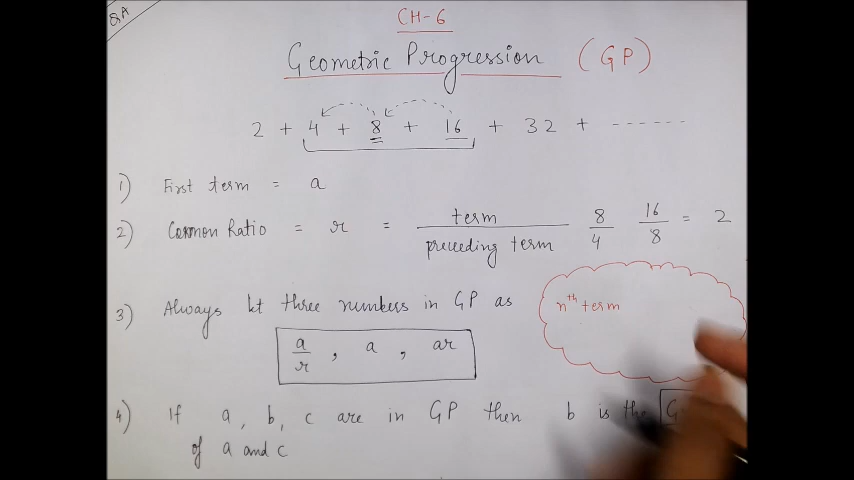 8A
CH-6
Geometric Progression (GP)
2 + 4 + 8 + 16 + 32 + ------
1) First term = a
2) Common Ratio = r = term / preceding term 8/4 16/8 = 2
3) Always let three numbers in GP as
a/r , a , ar
nth term
4) If a, b, c are in GP then b is the G
of a and c